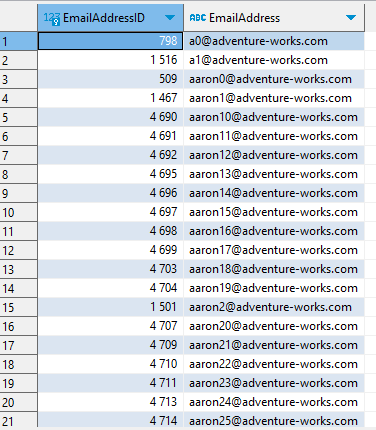 123 EmailAddressID ABC EmailAddress
1 798 a0@adventure-works.com
2 1 516 a1@adventure-works.com
3 509 aaron0@adventure-works.com
4 1 467 aaron1@adventure-works.com
5 4 690 aaron10@adventure-works.com
6 4 691 aaron11@adventure-works.com
7 4 692 aaron12@adventure-works.com
8 4 695 aaron13@adventure-works.com
9 4 696 aaron14@adventure-works.com
10 4 697 aaron15@adventure-works.com
11 4 698 aaron16@adventure-works.com
12 4 699 aaron17@adventure-works.com
13 4 703 aaron18@adventure-works.com
14 4 704 aaron19@adventure-works.com
15 1 501 aaron2@adventure-works.com
16 4 707 aaron20@adventure-works.com
17 4 709 aaron21@adventure-works.com
18 4 710 aaron22@adventure-works.com
19 4 711 aaron23@adventure-works.com
20 4 713 aaron24@adventure-works.com
21 4 714 aaron25@adventure-works.com